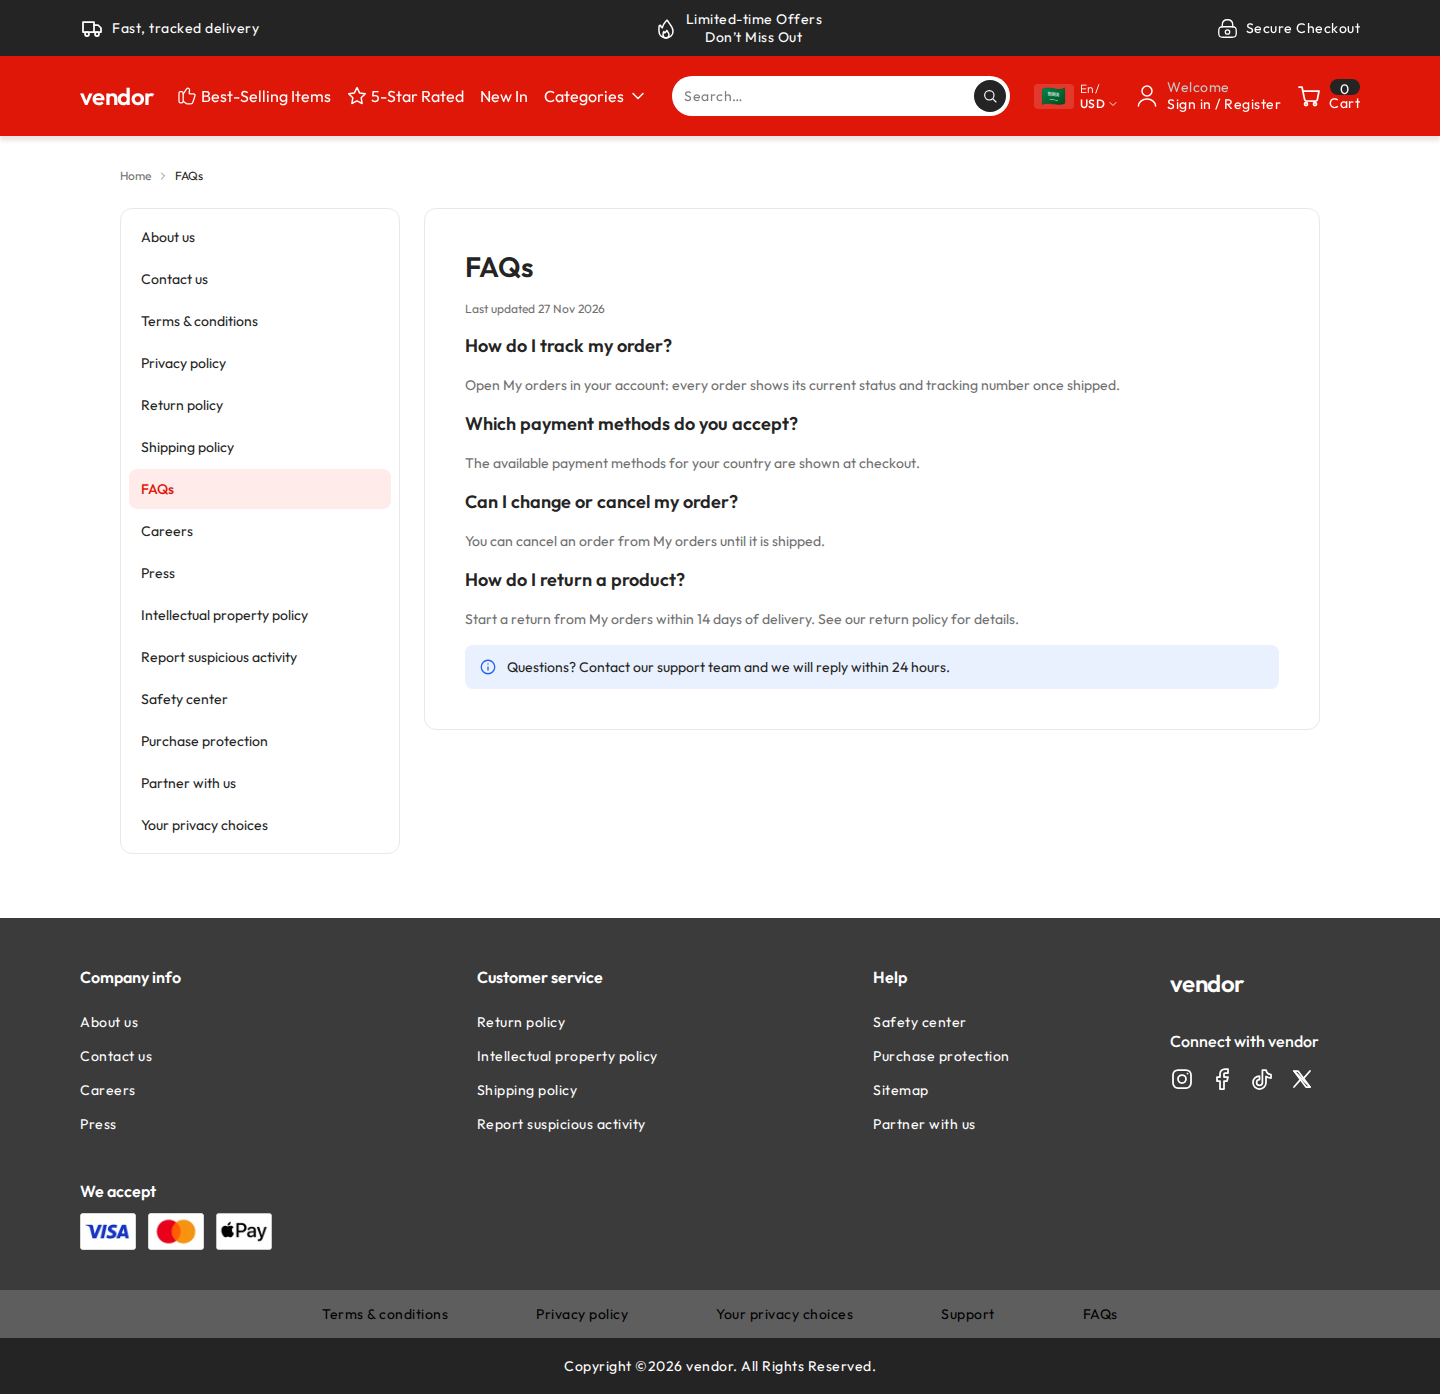 Fast, tracked delivery
Limited-time Offers
Don't Miss Out
Secure Checkout
vendor
Best-Selling Items
5-Star Rated
New In
Categories
Search...
En/
USD
Welcome
Sign in / Register
0
Cart
Home
FAQs
About us
Contact us
Terms & conditions
Privacy policy
Return policy
Shipping policy
FAQs
Careers
Press
Intellectual property policy
Report suspicious activity
Safety center
Purchase protection
Partner with us
Your privacy choices
FAQs
Last updated 27 Nov 2026
How do I track my order?
Open My orders in your account: every order shows its current status and tracking number once shipped.
Which payment methods do you accept?
The available payment methods for your country are shown at checkout.
Can I change or cancel my order?
You can cancel an order from My orders until it is shipped.
How do I return a product?
Start a return from My orders within 14 days of delivery. See our return policy for details.
Questions? Contact our support team and we will reply within 24 hours.
Company info
About us
Contact us
Careers
Press
Customer service
Return policy
Intellectual property policy
Shipping policy
Report suspicious activity
Help
Safety center
Purchase protection
Sitemap
Partner with us
vendor
Connect with vendor
We accept
VISA
Pay
Terms & conditions
Privacy policy
Your privacy choices
Support
FAQs
Copyright ©2026 vendor. All Rights Reserved.